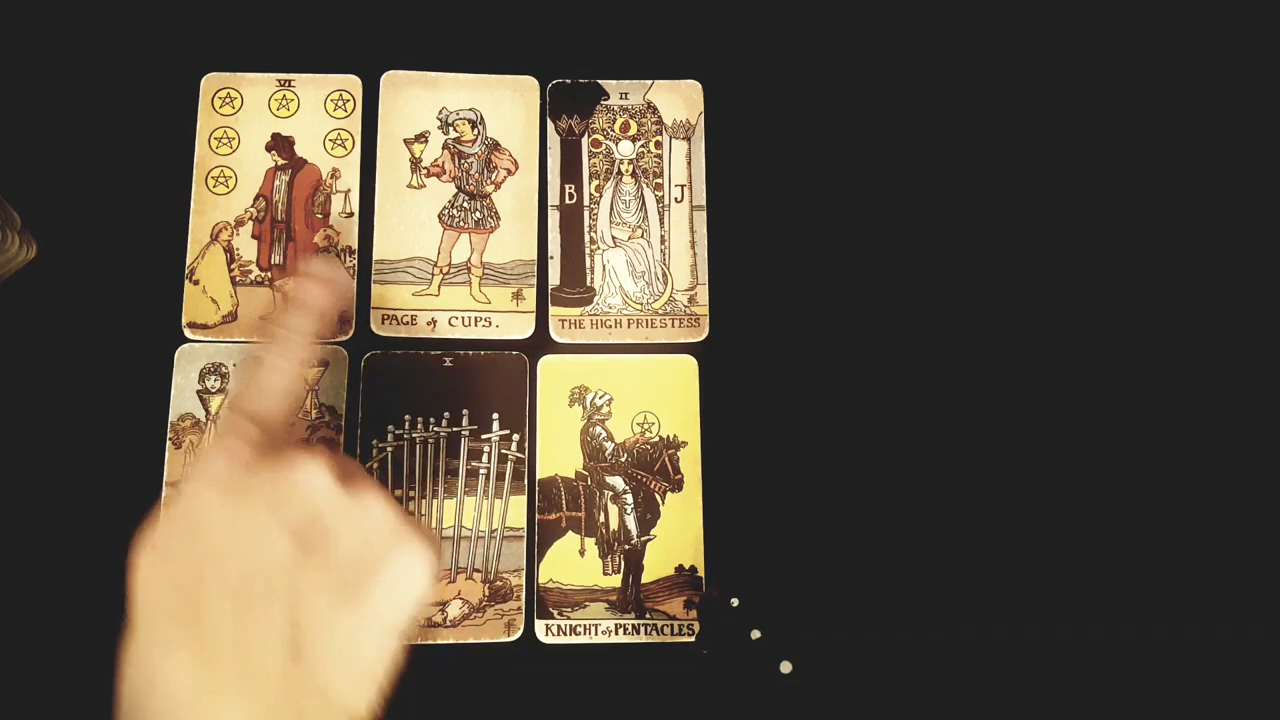 VI
PAGE of CUPS.
II
B J
THE HIGH PRIESTESS
X
KNIGHT of PENTACLES